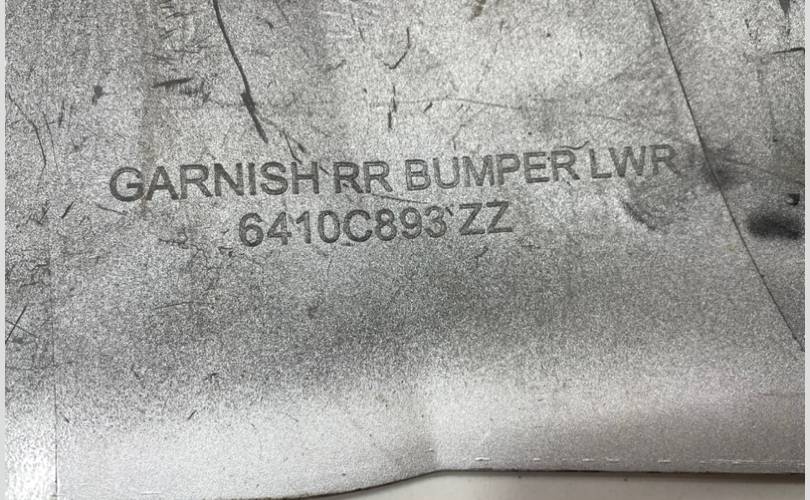 GARNISH RR BUMPER LWR
6410C893 ZZ